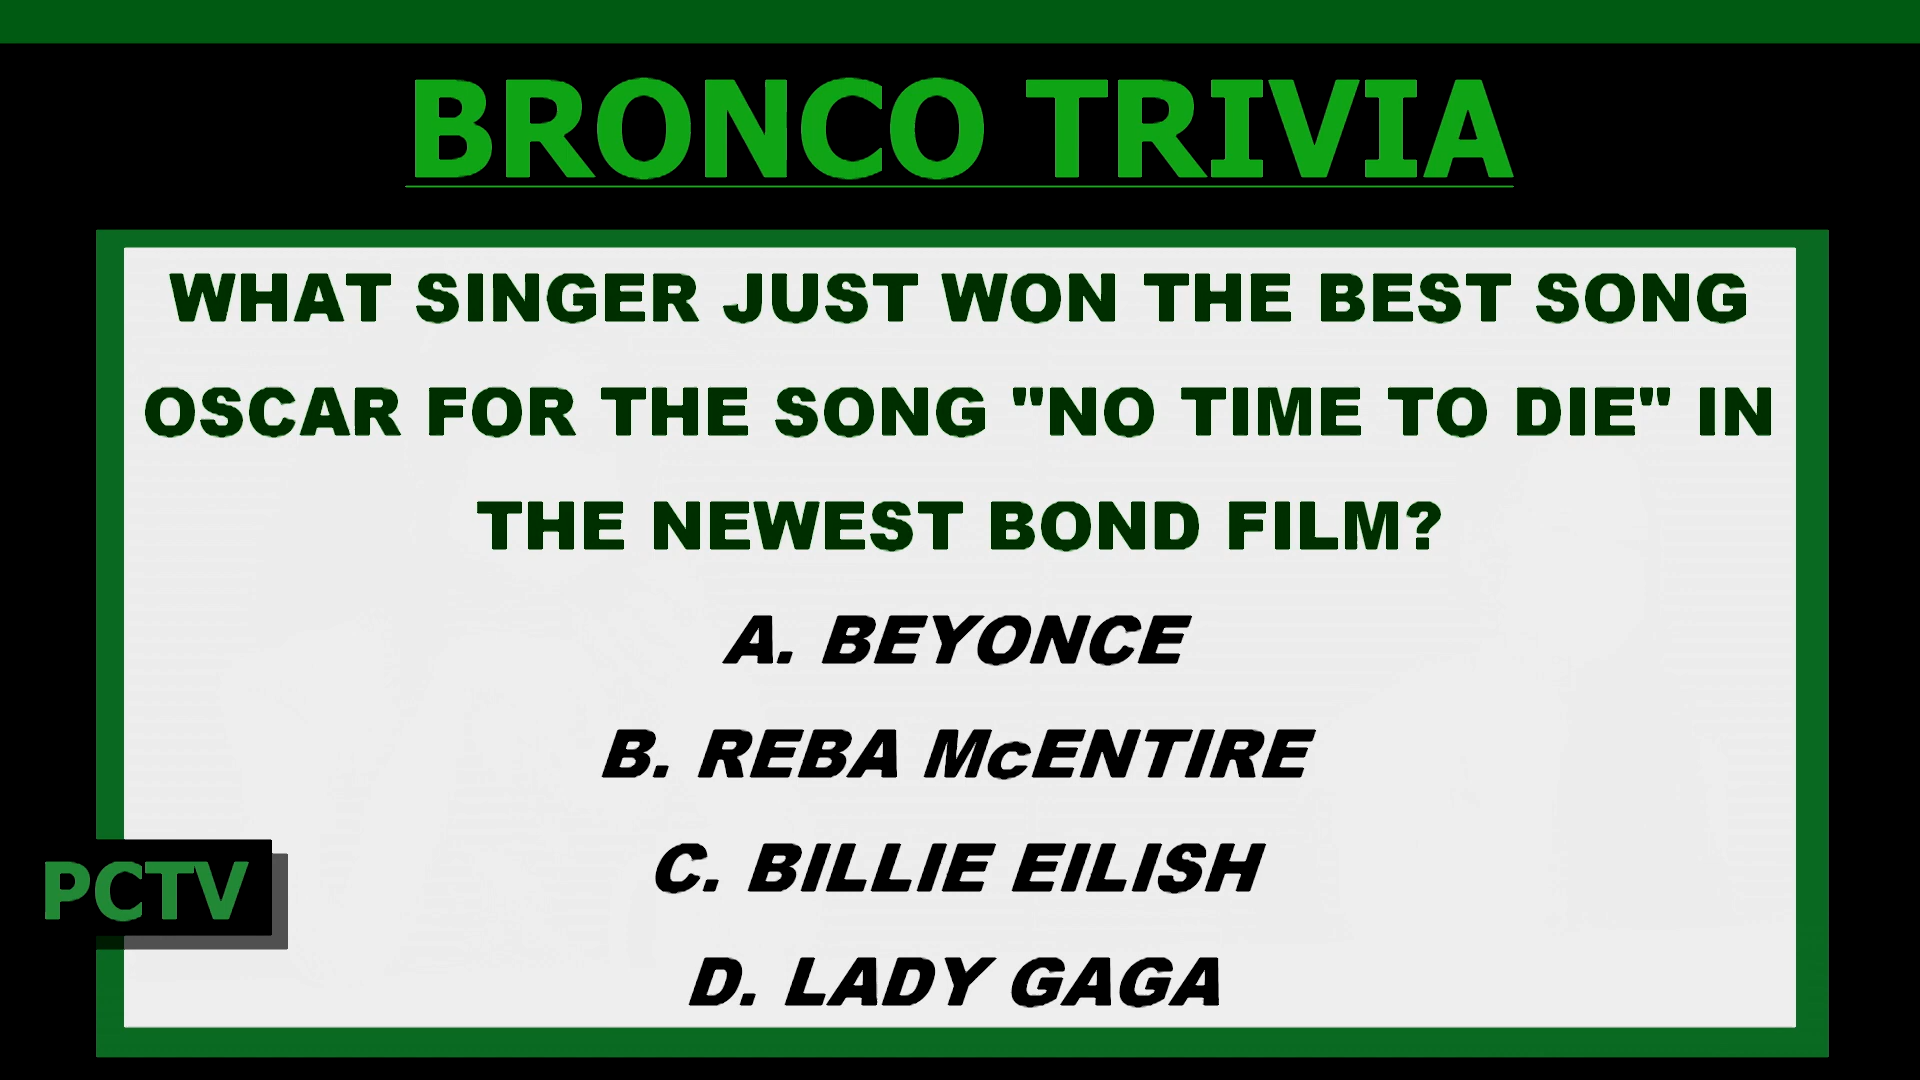 BRONCO TRIVIA
WHAT SINGER JUST WON THE BEST SONG
OSCAR FOR THE SONG "NO TIME TO DIE" IN
THE NEWEST BOND FILM?
A. BEYONCE
B. REBA McENTIRE
C. BILLIE EILISH
D. LADY GAGA
PCTV